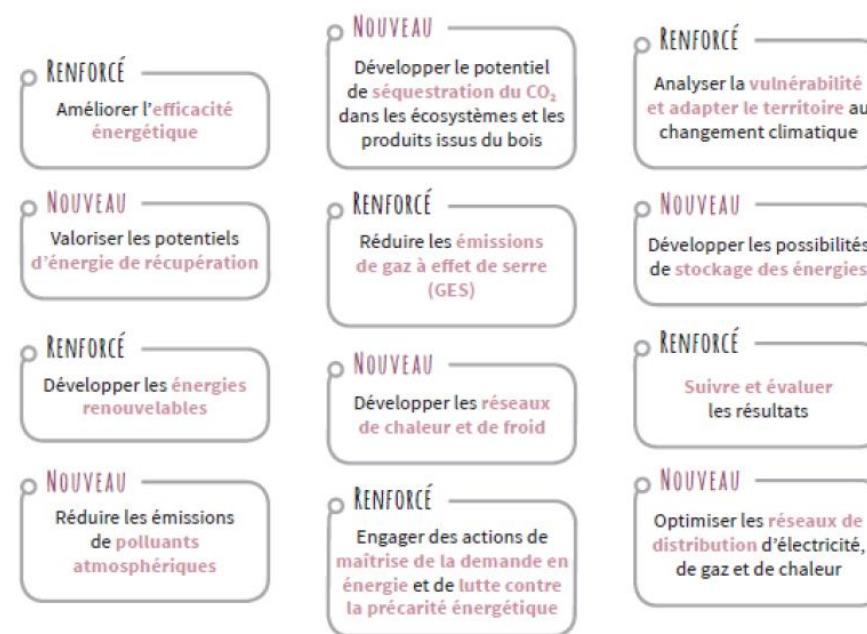 RENFORCÉ
Améliorer l'efficacité
énergétique
NOUVEAU
Valoriser les potentiels
d'énergie de récupération
RENFORCÉ
Développer les énergies
renouvelables
NOUVEAU
Réduire les émissions
de polluants
atmosphériques
NOUVEAU
Développer le potentiel
de séquestration du CO₂
dans les écosystèmes et les
produits issus du bois
RENFORCÉ
Réduire les émissions
de gaz à effet de serre
(GES)
NOUVEAU
Développer les réseaux
de chaleur et de froid
RENFORCÉ
Engager des actions de
maîtrise de la demande en
énergie et de lutte contre
la précarité énergétique
RENFORCÉ
Analyser la vulnérabilité
et adapter le territoire au
changement climatique
NOUVEAU
Développer les possibilités
de stockage des énergies
RENFORCÉ
Suivre et évaluer
les résultats
NOUVEAU
Optimiser les réseaux de
distribution d'électricité,
de gaz et de chaleur